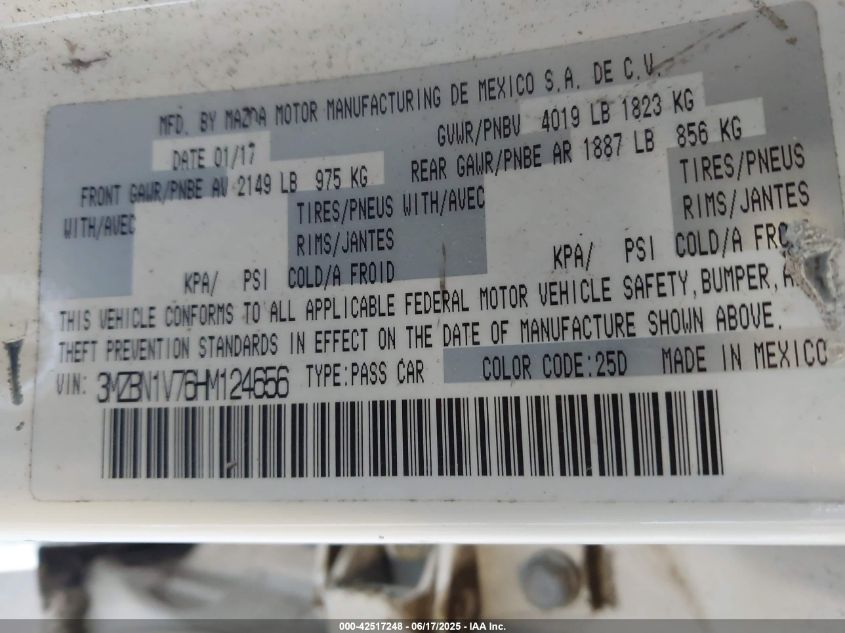 MFD. BY MAZDA MOTOR MANUFACTURING DE MEXICO S.A. DE C.V.
DATE 01/17 GVWR/PNBV 4019 LB 1823 KG
FRONT GAWR/PNBE AV 2149 LB 975 KG REAR GAWR/PNBE AR 1887 LB 856 KG
WITH/AVEC TIRES/PNEUS WITH/AVEC TIRES/PNEUS
RIMS/JANTES RIMS/JANTES
KPA/ PSI COLD/A FROID KPA/ PSI COLD/A
THIS VEHICLE CONFORMS TO ALL APPLICABLE FEDERAL MOTOR VEHICLE SAFETY, BUMPER,
THEFT PREVENTION STANDARDS IN EFFECT ON THE DATE OF MANUFACTURE SHOWN ABOVE.
VIN: 3MZBN1V76HM124656 TYPE:PASS CAR COLOR CODE:25D MADE IN MEXICO
000-42517248 - 06/17/2025 - IAA Inc.